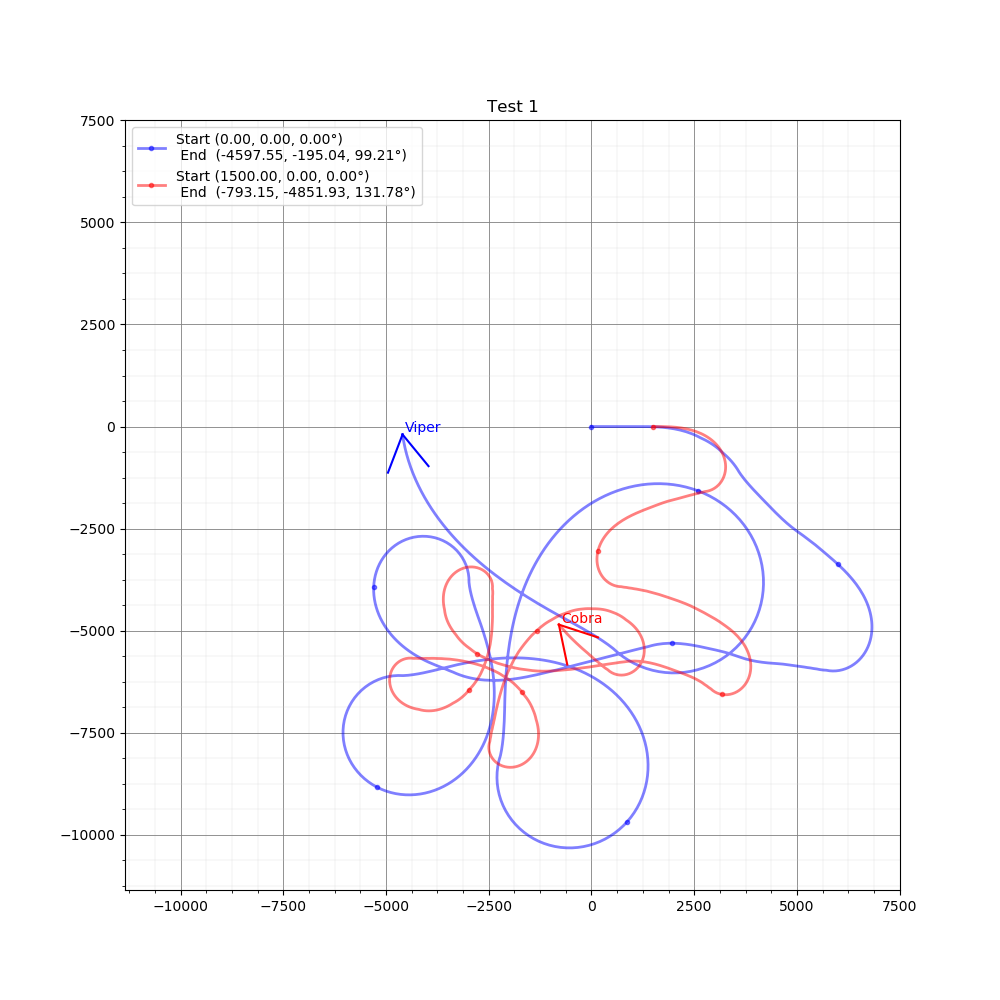 Test 1
Start (0.00, 0.00, 0.00°)
End  (-4597.55, -195.04, 99.21°)
Start (1500.00, 0.00, 0.00°)
End  (-793.15, -4851.93, 131.78°)
7500
5000
2500
0
−2500
−5000
−7500
−10000
Viper
Cobra
−10000 −7500 −5000 −2500 0 2500 5000 7500